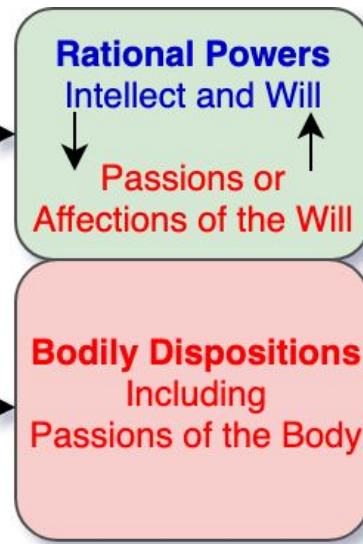 Rational Powers
Intellect and Will
Passions or
Affections of the Will
Bodily Dispositions
Including
Passions of the Body